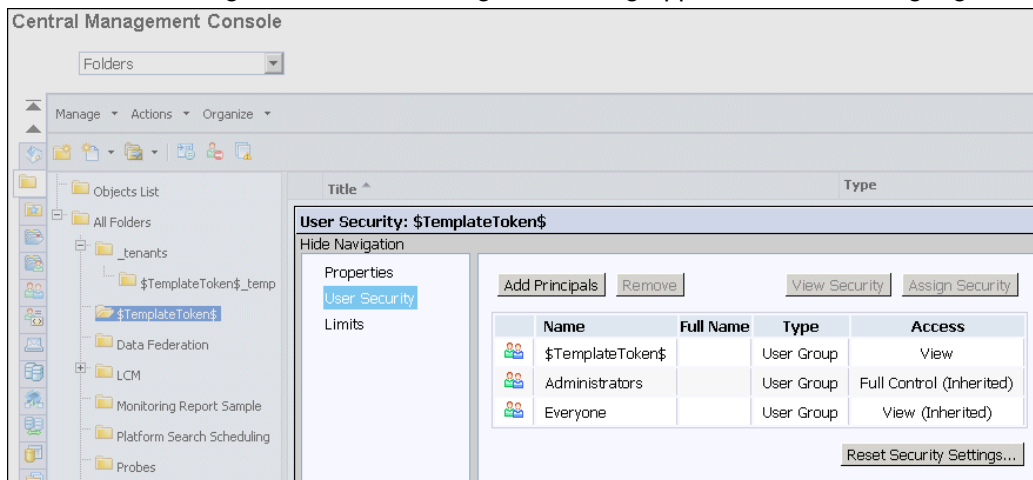 Central Management Console
Folders
Manage Actions Organize
Objects List
All Folders
_tenants
$TemplateToken$_temp
$TemplateToken$
Data Federation
LCM
Monitoring Report Sample
Platform Search Scheduling
Probes
Title Type
User Security: $TemplateToken$
Hide Navigation
Properties
User Security
Limits
Add Principals Remove View Security Assign Security
Name Full Name Type Access
$TemplateToken$ User Group View
Administrators User Group Full Control (Inherited)
Everyone User Group View (Inherited)
Reset Security Settings...